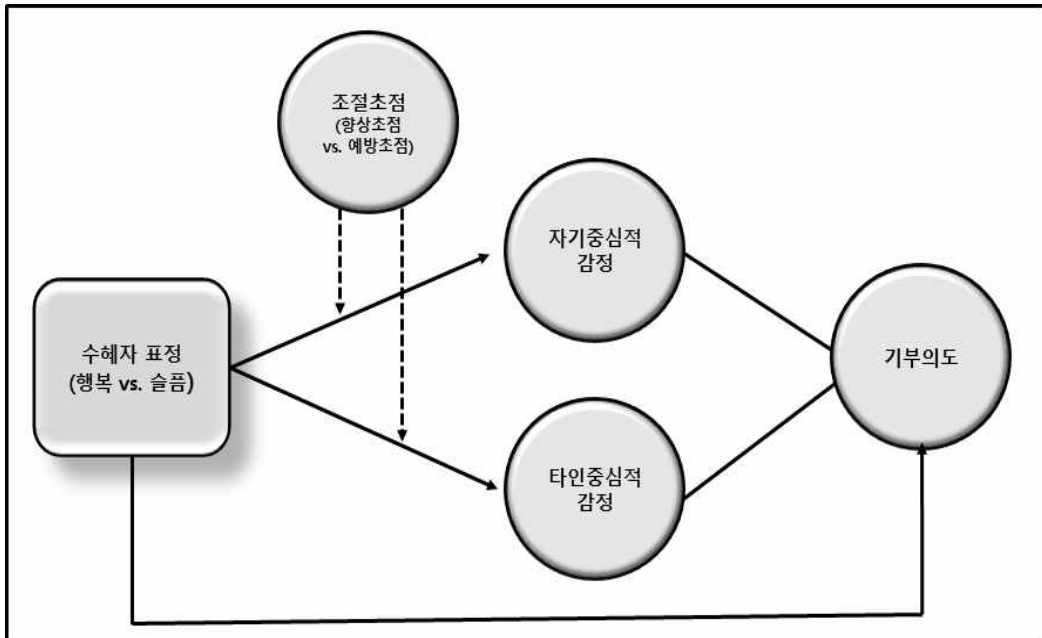 조절초점
(향상초점
vs. 예방초점)
자기중심적
감정
수혜자 표정
(행복 vs. 슬픔)
기부의도
타인중심적
감정